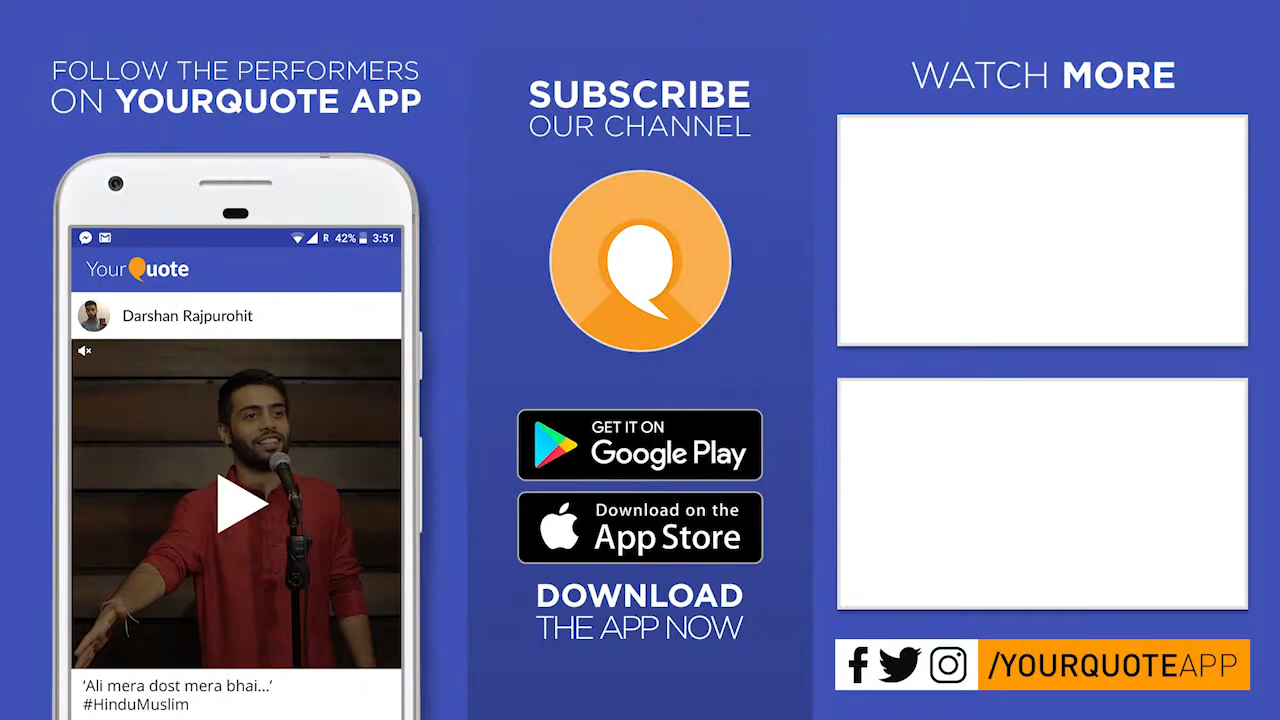 FOLLOW THE PERFORMERS
ON YOURQUOTE APP
R 42% 3:51
YourQuote
Darshan Rajpurohit
'Ali mera dost mera bhai...'
#HinduMuslim
SUBSCRIBE
OUR CHANNEL
GET IT ON
Google Play
Download on the
App Store
DOWNLOAD
THE APP NOW
WATCH MORE
/YOURQUOTEAPP